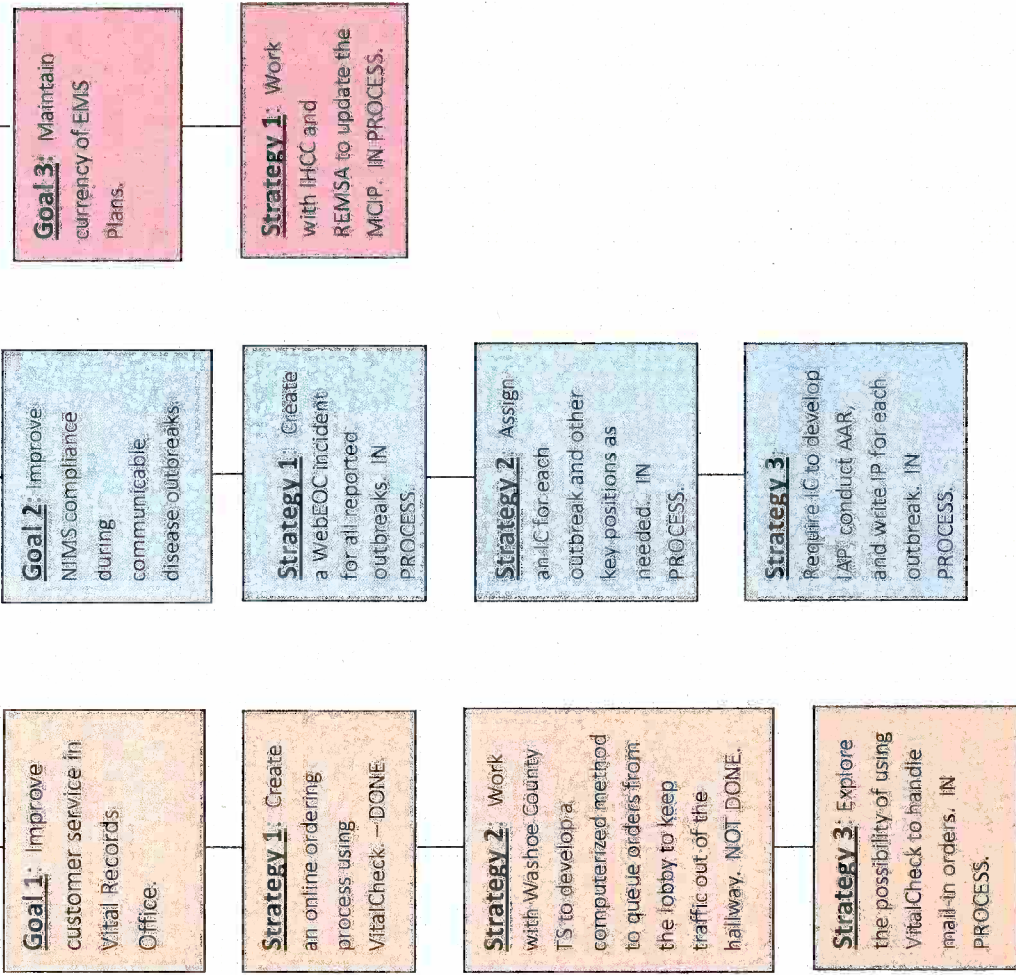 Goal 1: Improve
customer service in
Vital Records
Office.
Strategy 1: Create
an online ordering
process using
VitalCheck. – DONE.
Strategy 2: Work
with Washoe County
TS to develop a
computerized method
to queue orders from
the lobby to keep
traffic out of the
hallway. NOT DONE.
Strategy 3: Explore
the possibility of using
VitalCheck to handle
mail-in orders. IN
PROCESS.
Goal 2: Improve
NIMS compliance
during
communicable
disease outbreaks.
Strategy 1: Create
a WebEOC incident
for all reported
outbreaks. IN
PROCESS.
Strategy 2: Assign
an IC for each
outbreak and other
key positions as
needed. IN
PROCESS.
Strategy 3:
Require IC to develop
IAP, conduct AAR,
and write IP for each
outbreak. IN
PROCESS.
Goal 3: Maintain
currency of EMS
Plans.
Strategy 1: Work
with IHCC and
REMSA to update the
MCIP. IN PROCESS.